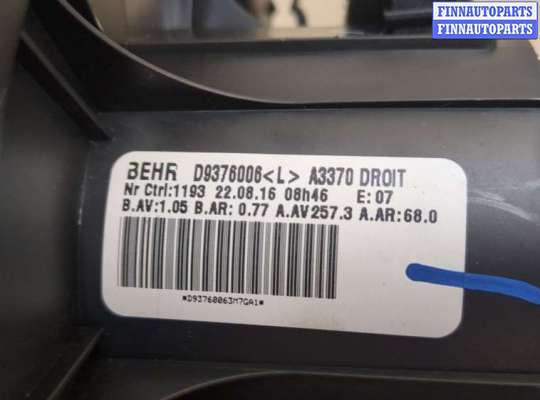 FINNAUTOPARTS
FINNAUTOPARTS
BEHR D9376006<L> A3370 DROIT
Nr Ctrl:1193 22.08.16 08h46 E:07
B.AV:1.05 B.AR: 0.77 A.AV257.3 A.AR:68.0
*D93760063M7GA1*